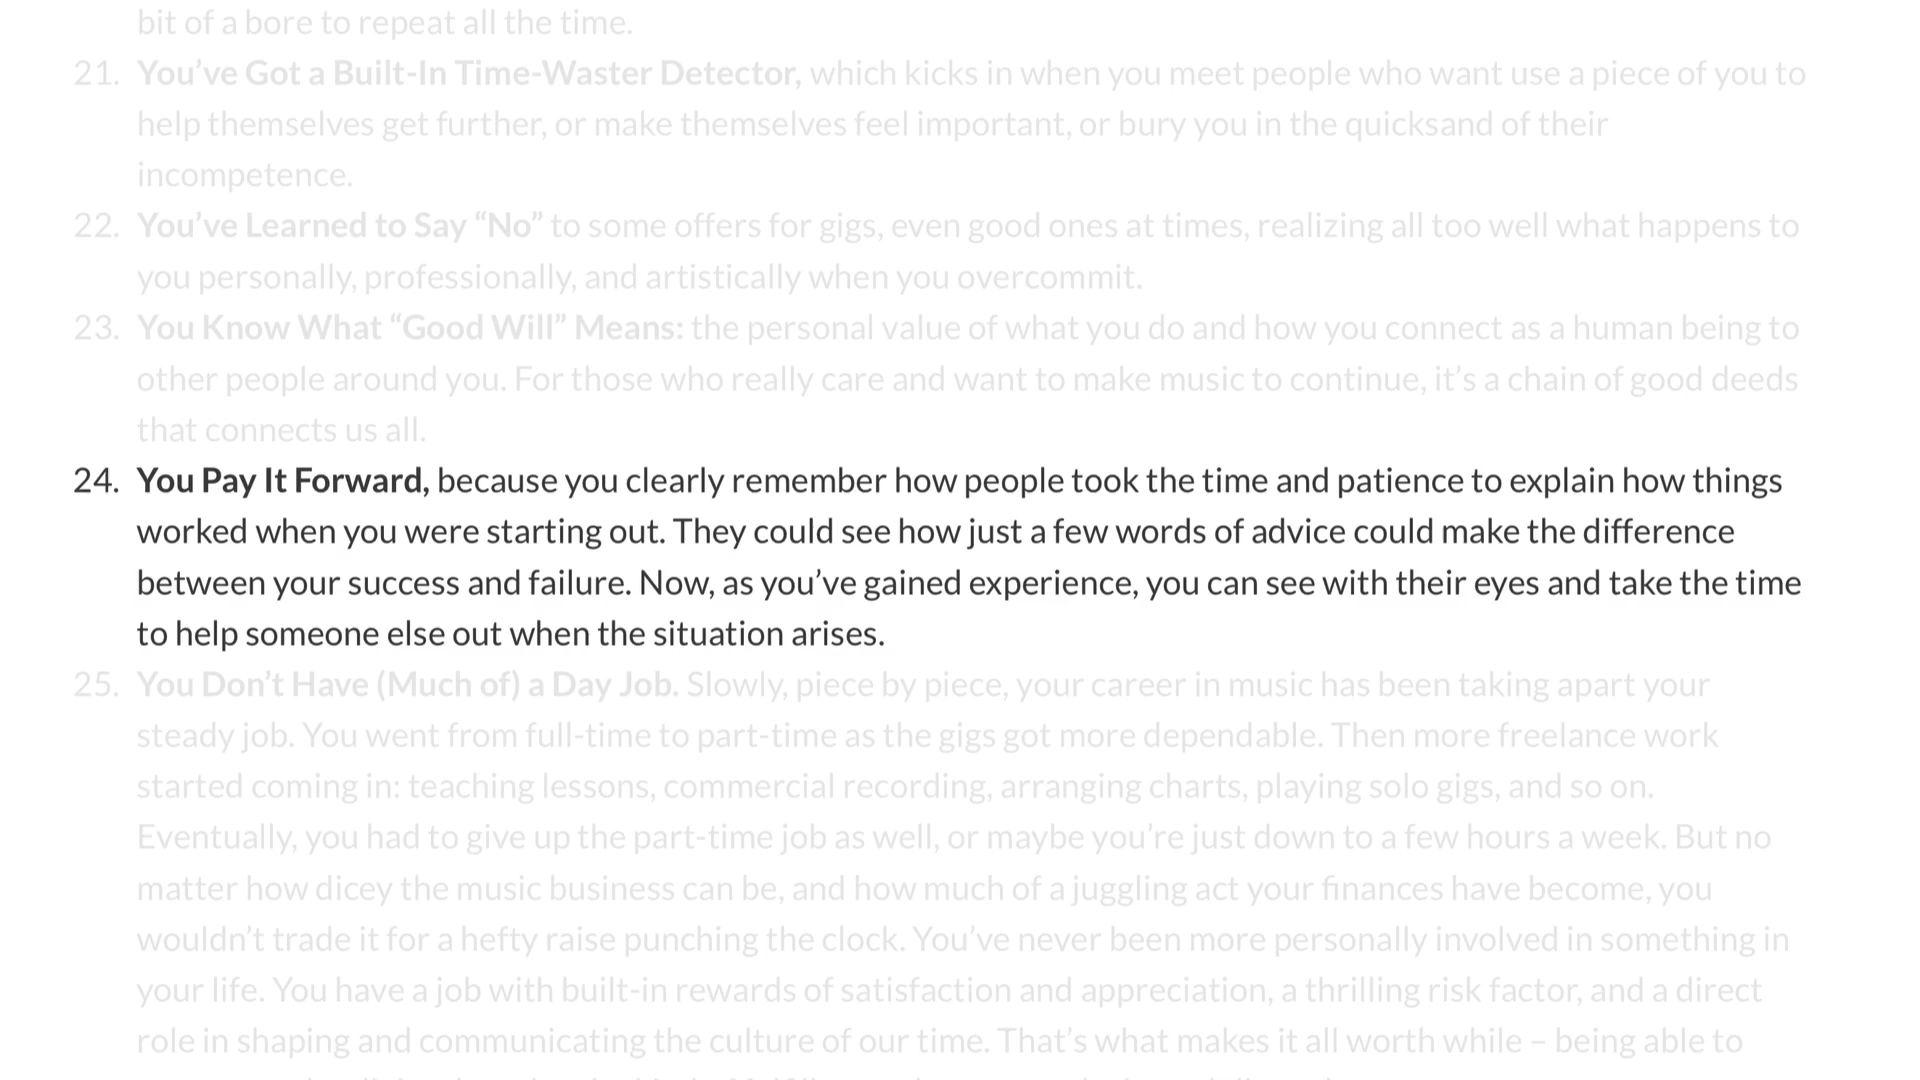 bit of a bore to repeat all the time.
21. You’ve Got a Built-In Time-Waster Detector, which kicks in when you meet people who want use a piece of you to
help themselves get further, or make themselves feel important, or bury you in the quicksand of their
incompetence.
22. You’ve Learned to Say “No” to some offers for gigs, even good ones at times, realizing all too well what happens to
you personally, professionally, and artistically when you overcommit.
23. You Know What “Good Will” Means: the personal value of what you do and how you connect as a human being to
other people around you. For those who really care and want to make music to continue, it’s a chain of good deeds
that connects us all.
24. You Pay It Forward, because you clearly remember how people took the time and patience to explain how things
worked when you were starting out. They could see how just a few words of advice could make the difference
between your success and failure. Now, as you’ve gained experience, you can see with their eyes and take the time
to help someone else out when the situation arises.
25. You Don’t Have (Much of) a Day Job. Slowly, piece by piece, your career in music has been taking apart your
steady job. You went from full-time to part-time as the gigs got more dependable. Then more freelance work
started coming in: teaching lessons, commercial recording, arranging charts, playing solo gigs, and so on.
Eventually, you had to give up the part-time job as well, or maybe you’re just down to a few hours a week. But no
matter how dicey the music business can be, and how much of a juggling act your finances have become, you
wouldn’t trade it for a hefty raise punching the clock. You’ve never been more personally involved in something in
your life. You have a job with built-in rewards of satisfaction and appreciation, a thrilling risk factor, and a direct
role in shaping and communicating the culture of our time. That’s what makes it all worth while – being able to